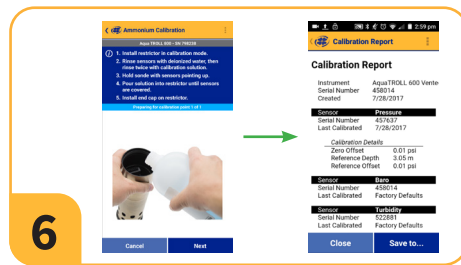 Ammonium Calibration
Aqua TROLL 600 - SN 798238
1. Install restrictor in calibration mode.
2. Rinse sensors with deionized water, then
rinse twice with calibration solution.
3. Hold sonde with sensors pointing up.
4. Pour solution into restrictor until sensors
are covered.
5. Install end cap on restrictor.
Preparing for calibration point 1 of 1
Cancel
Next
2:59 pm
Calibration Report
Calibration Report
Instrument AquaTROLL 600 Vente
Serial Number 458014
Created 7/28/2017
Sensor Pressure
Serial Number 457637
Last Calibrated 7/28/2017
Calibration Details
Zero Offset 0.01 psi
Reference Depth 3.05 m
Reference Offset 0.01 psi
Sensor Baro
Serial Number 458014
Last Calibrated Factory Defaults
Sensor Turbidity
Serial Number 522881
Last Calibrated Factory Defaults
Close
Save to...
6